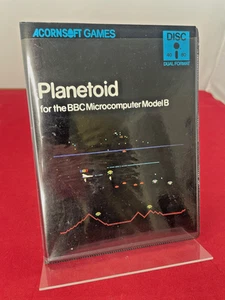 ACORNSOFT GAMES
DISC
DUAL FORMAT
Planetoid
for the BBC Microcomputer Model B